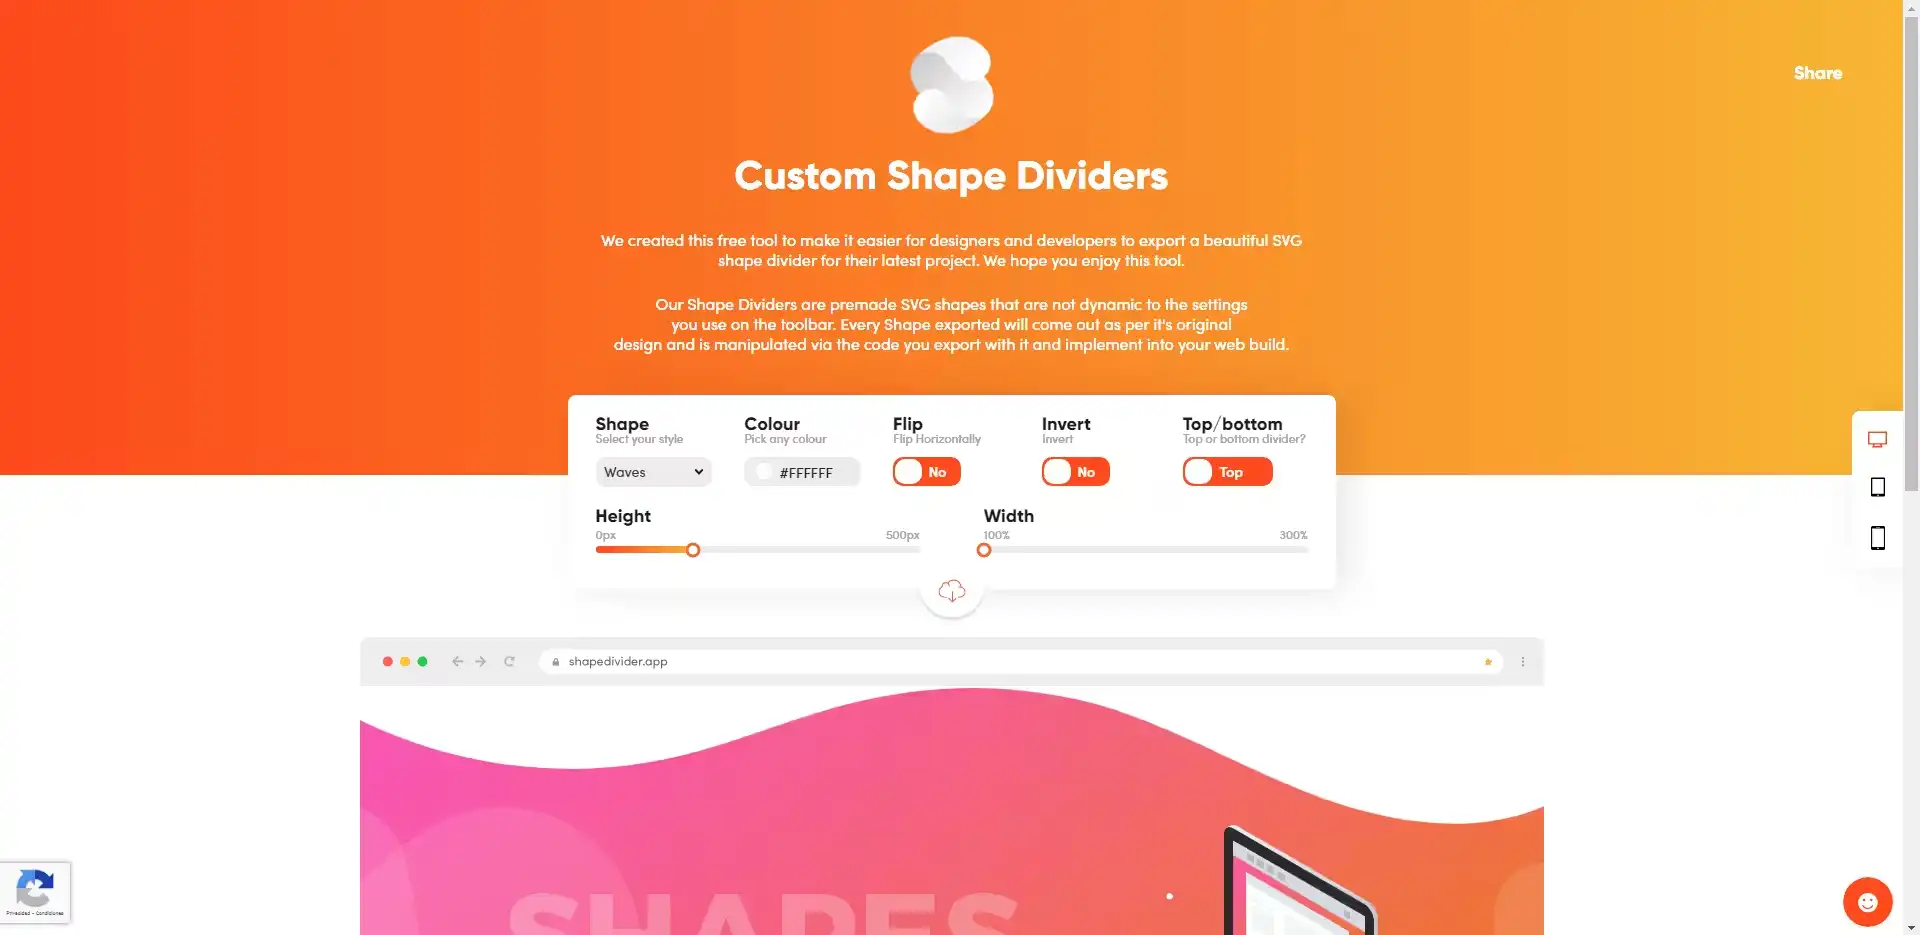 Share
Custom Shape Dividers
We created this free tool to make it easier for designers and developers to export a beautiful SVG
shape divider for their latest project. We hope you enjoy this tool.
Our Shape Dividers are premade SVG shapes that are not dynamic to the settings
you use on the toolbar. Every Shape exported will come out as per it's original
design and is manipulated via the code you export with it and implement into your web build.
Shape
Select your style
Waves
Colour
Pick any colour
#FFFFFF
Flip
Flip Horizontally
No
Invert
Invert
No
Top/bottom
Top or bottom divider?
Top
Height
0px
500px
Width
100%
300%
shapedivider.app
SHAPES
Privacidad - Condiciones